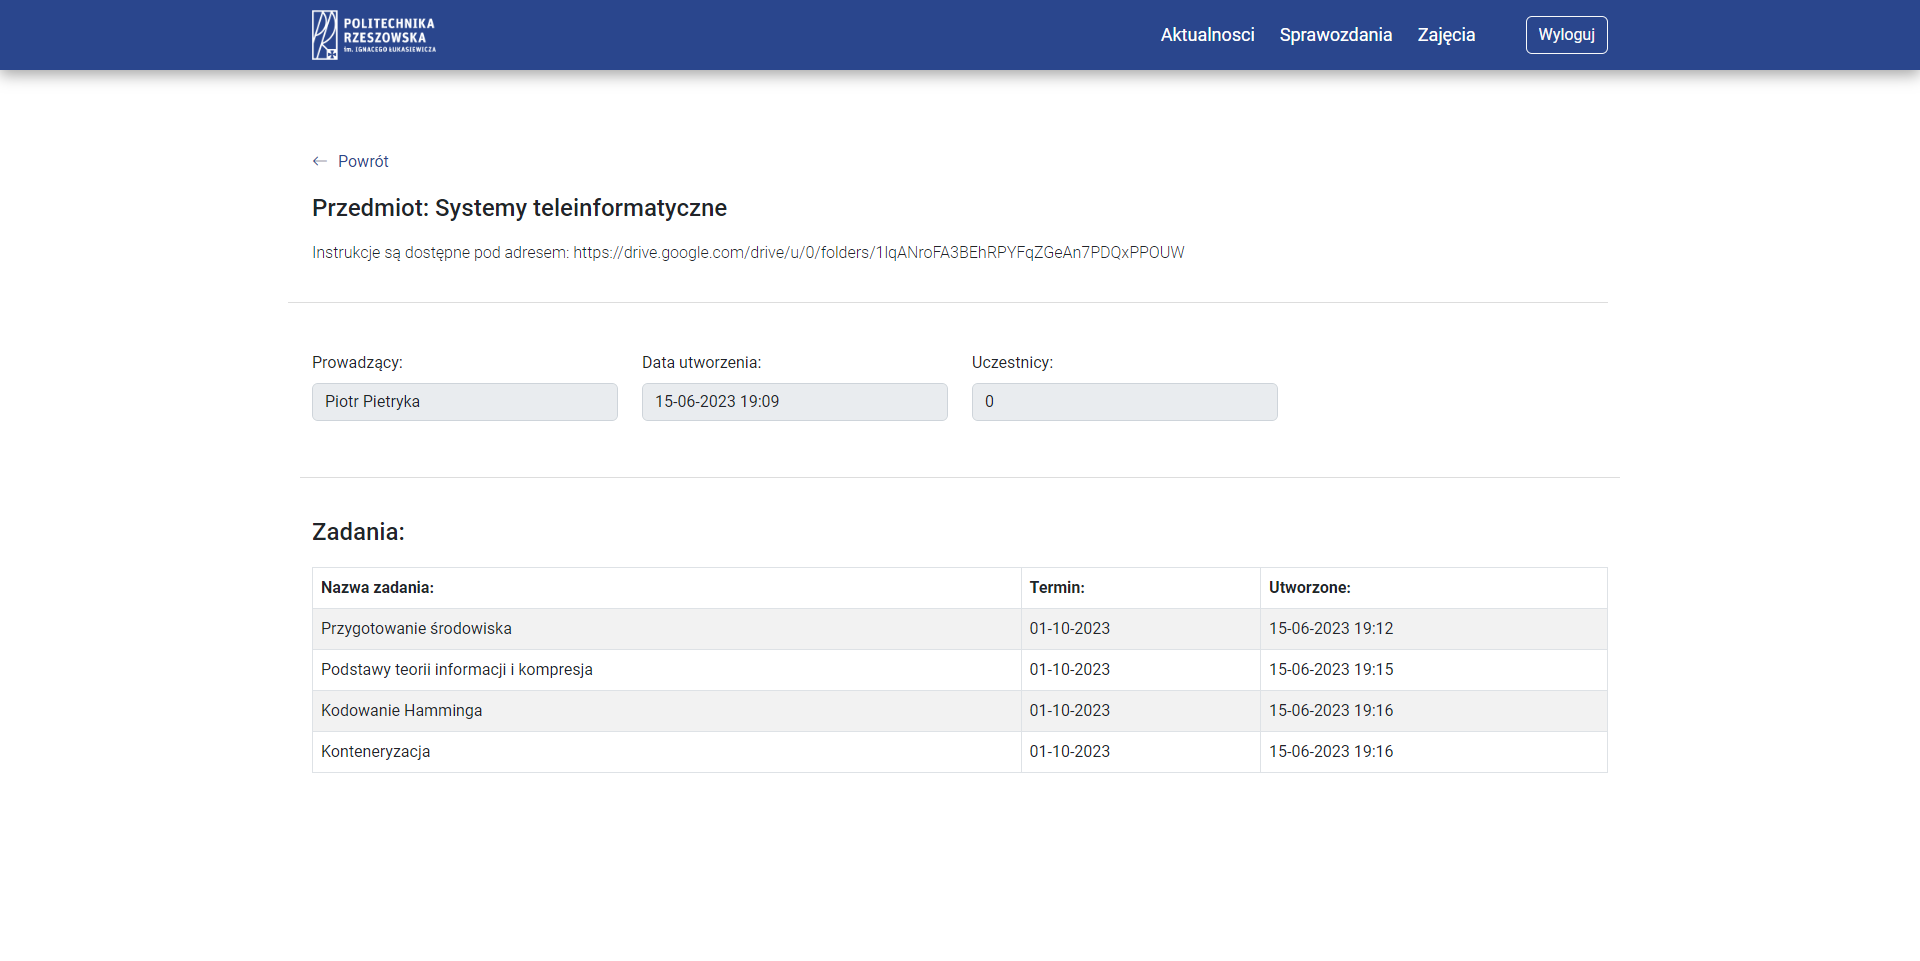 POLITECHNIKA
RZESZOWSKA
im. IGNACEGO ŁUKASIEWICZA
Aktualnosci Sprawozdania Zajęcia Wyloguj
← Powrót
Przedmiot: Systemy teleinformatyczne
Instrukcje są dostępne pod adresem: https://drive.google.com/drive/u/0/folders/1lqANroFA3BEhRPYFqZGeAn7PDQxPPOUW
Prowadzący: Data utworzenia: Uczestnicy:
Piotr Pietryka 15-06-2023 19:09 0
Zadania:
Nazwa zadania: Termin: Utworzone:
Przygotowanie środowiska 01-10-2023 15-06-2023 19:12
Podstawy teorii informacji i kompresja 01-10-2023 15-06-2023 19:15
Kodowanie Hamminga 01-10-2023 15-06-2023 19:16
Konteneryzacja 01-10-2023 15-06-2023 19:16